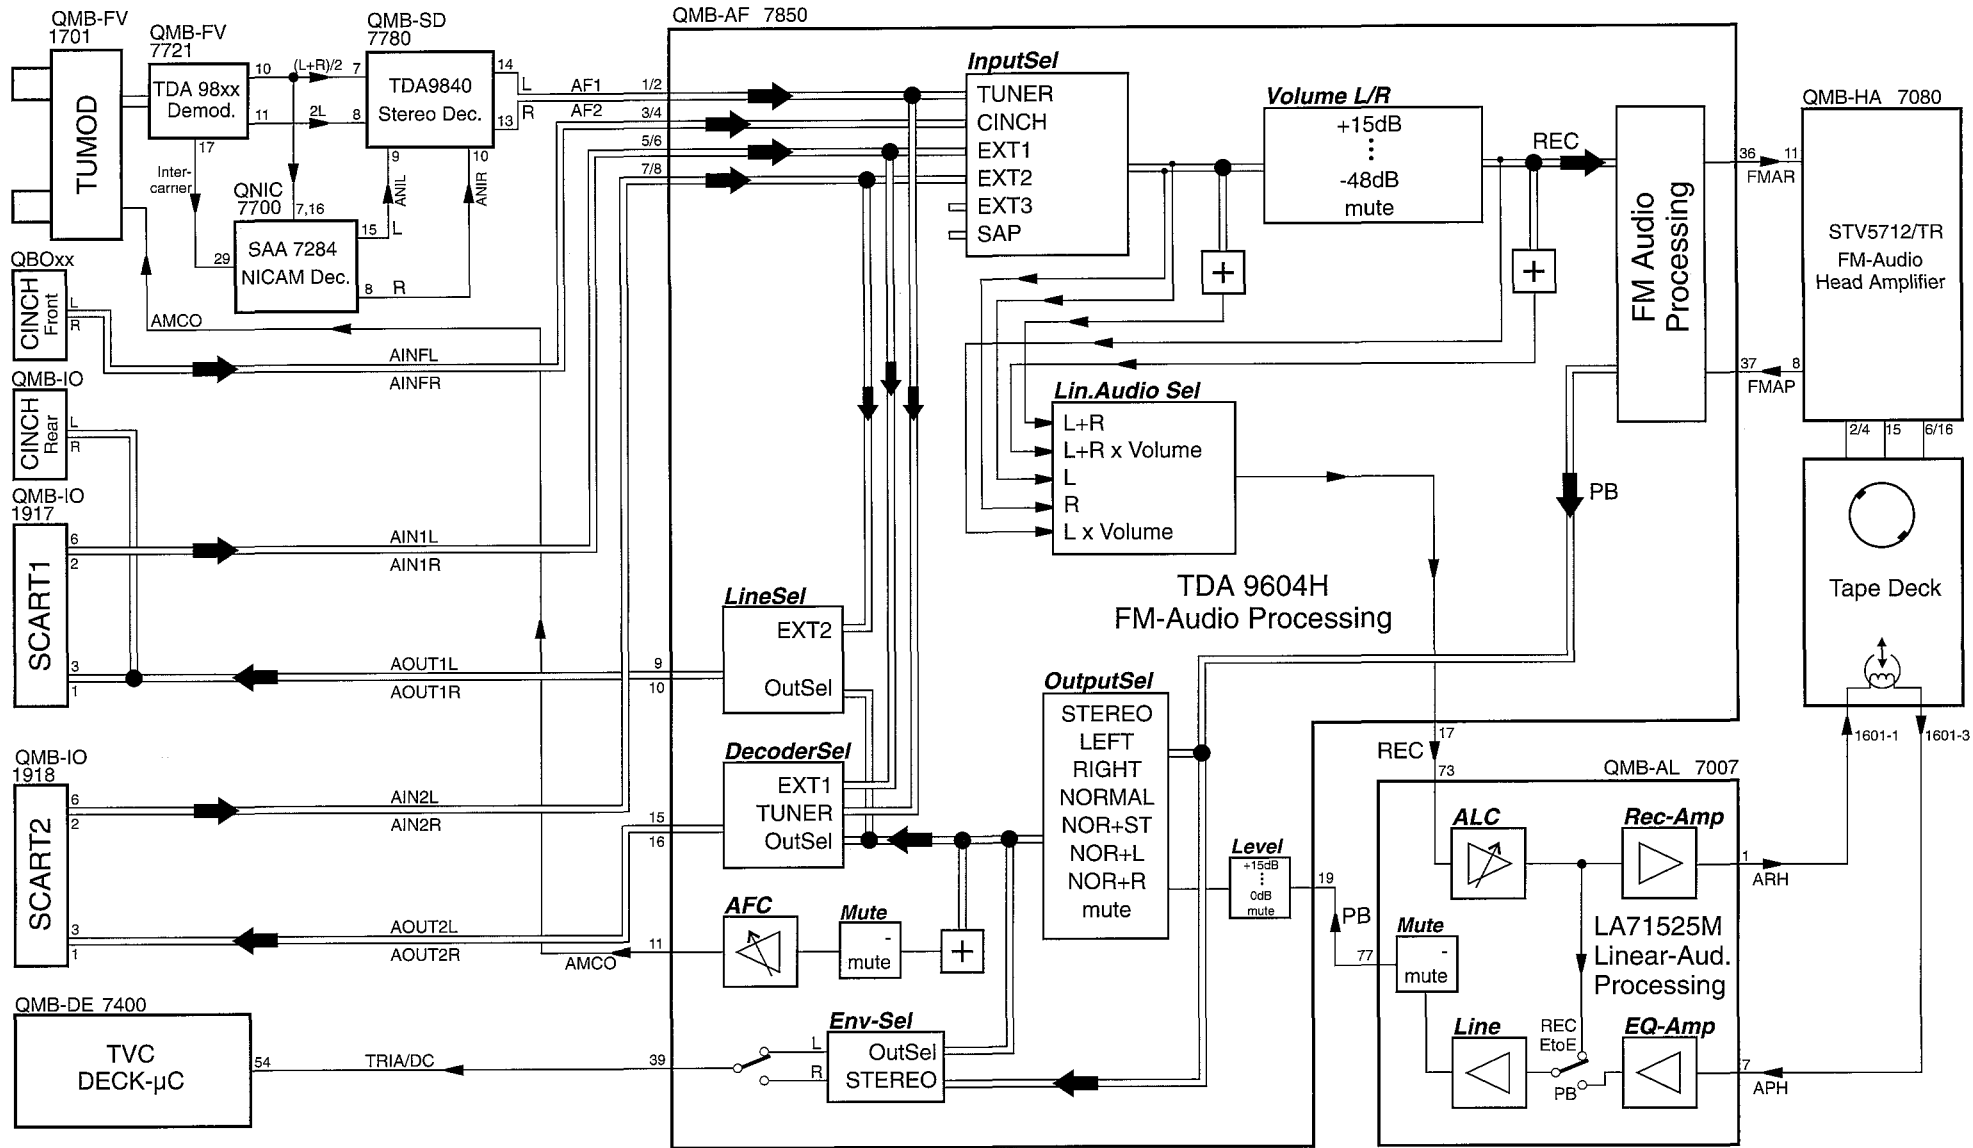 QMB-FV
1701
TUMOD
QMB-FV
7721
TDA 98xx
Demod.
10
(L+R)/2
7
11
2L
8
17
Inter-
carrier
QMB-SD
7780
TDA9840
Stereo Dec.
14
L
13
R
9
10
ANIL
ANIR
QNIC
7700
7,16
SAA 7284
NICAM Dec.
29
15
L
8
R
AF1
AF2
1/2
3/4
5/6
7/8
QBOxx
CINCH
Front
L
R
AMCO
AINFL
AINFR
QMB-IO
CINCH
Rear
L
R
QMB-IO
1917
SCART1
6
2
3
1
AIN1L
AIN1R
AOUT1L
AOUT1R
9
10
QMB-IO
1918
SCART2
6
2
3
1
AIN2L
AIN2R
AOUT2L
AOUT2R
15
16
AMCO
11
QMB-DE 7400
TVC
DECK-µC
54
TRIA/DC
39
QMB-AF 7850
InputSel
TUNER
CINCH
EXT1
EXT2
EXT3
SAP
Volume L/R
+15dB
-48dB
mute
REC
+
+
FM Audio
Processing
Lin.Audio Sel
L+R
L+R x Volume
L
R
L x Volume
PB
TDA 9604H
FM-Audio Processing
LineSel
EXT2
OutSel
DecoderSel
EXT1
TUNER
OutSel
OutputSel
STEREO
LEFT
RIGHT
NORMAL
NOR+ST
NOR+L
NOR+R
mute
Level
+15dB
0dB
mute
19
PB
AFC
Mute
-
mute
+
Env-Sel
OutSel
STEREO
L
R
36
11
FMAR
37
8
FMAP
QMB-HA 7080
STV5712/TR
FM-Audio
Head Amplifier
2/4
15
6/16
Tape Deck
1601-1
1601-3
17
REC
73
QMB-AL 7007
ALC
Rec-Amp
1
ARH
LA71525M
Linear-Aud.
Processing
Mute
-
mute
77
Line
REC
EtoE
PB
EQ-Amp
7
APH